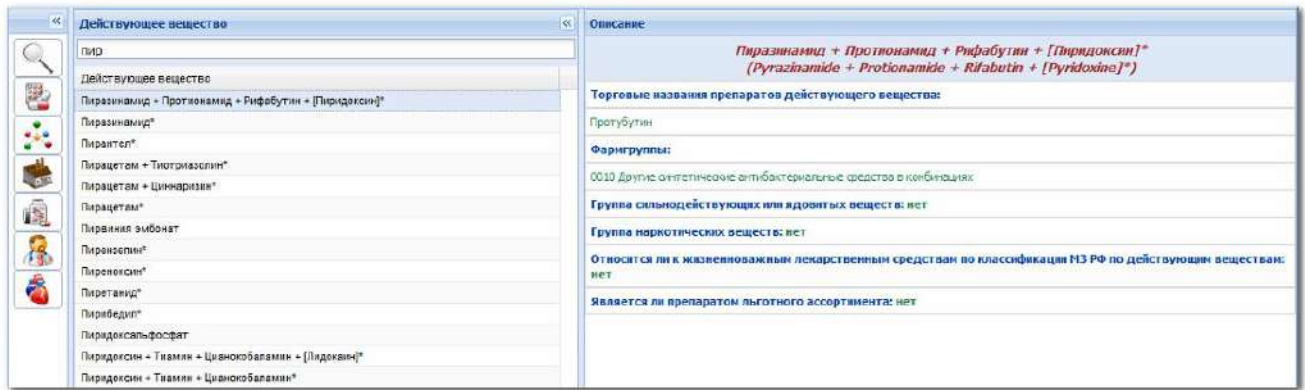 Действующее вещество
пир
Действующее вещество
Пиразинамид + Протионамид + Рифабутин + [Пиридоксин]*
Пиразинамид*
Пирантел*
Пирацетам + Тиотриазолин*
Пирацетам + Циннаризин*
Пирацетам*
Пирвиния эмбонат
Пирензепин*
Пиреноксин*
Пиретанид*
Пирибедил*
Пиридоксальфосфат
Пиридоксин + Тиамин + Цианокобаламин + [Лидокаин]*
Пиридоксин + Тиамин + Цианокобаламин*
Описание
Пиразинамид + Протионамид + Рифабутин + [Пиридоксин]*
(Pyrazinamide + Protionamide + Rifabutin + [Pyridoxine]*)
Торговые названия препаратов действующего вещества:
Протубутин
Фармгруппы:
0010 Другие синтетические антибактериальные средства в комбинациях
Группа сильнодействующих или ядовитых веществ: нет
Группа наркотических веществ: нет
Относится ли к жизненноважным лекарственным средствам по классификации МЗ РФ по действующим веществам:
нет
Является ли препаратом льготного ассортимента: нет